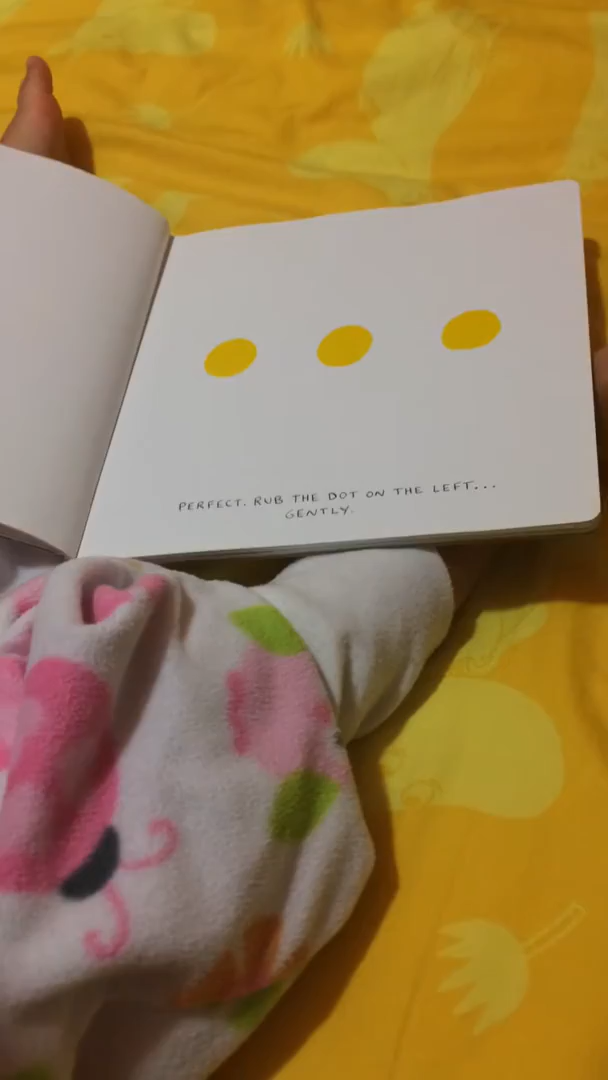 PERFECT. RUB THE DOT ON THE LEFT...
GENTLY.